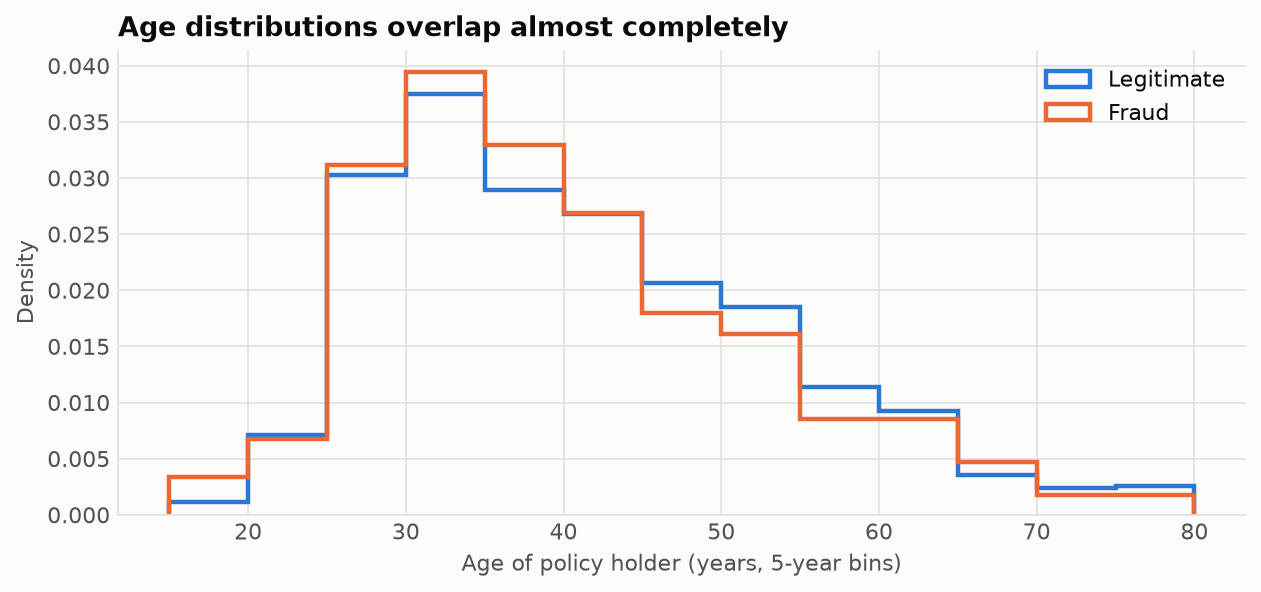 Age distributions overlap almost completely
Legitimate
Fraud
Density
0.040
0.035
0.030
0.025
0.020
0.015
0.010
0.005
0.000
20 30 40 50 60 70 80
Age of policy holder (years, 5-year bins)